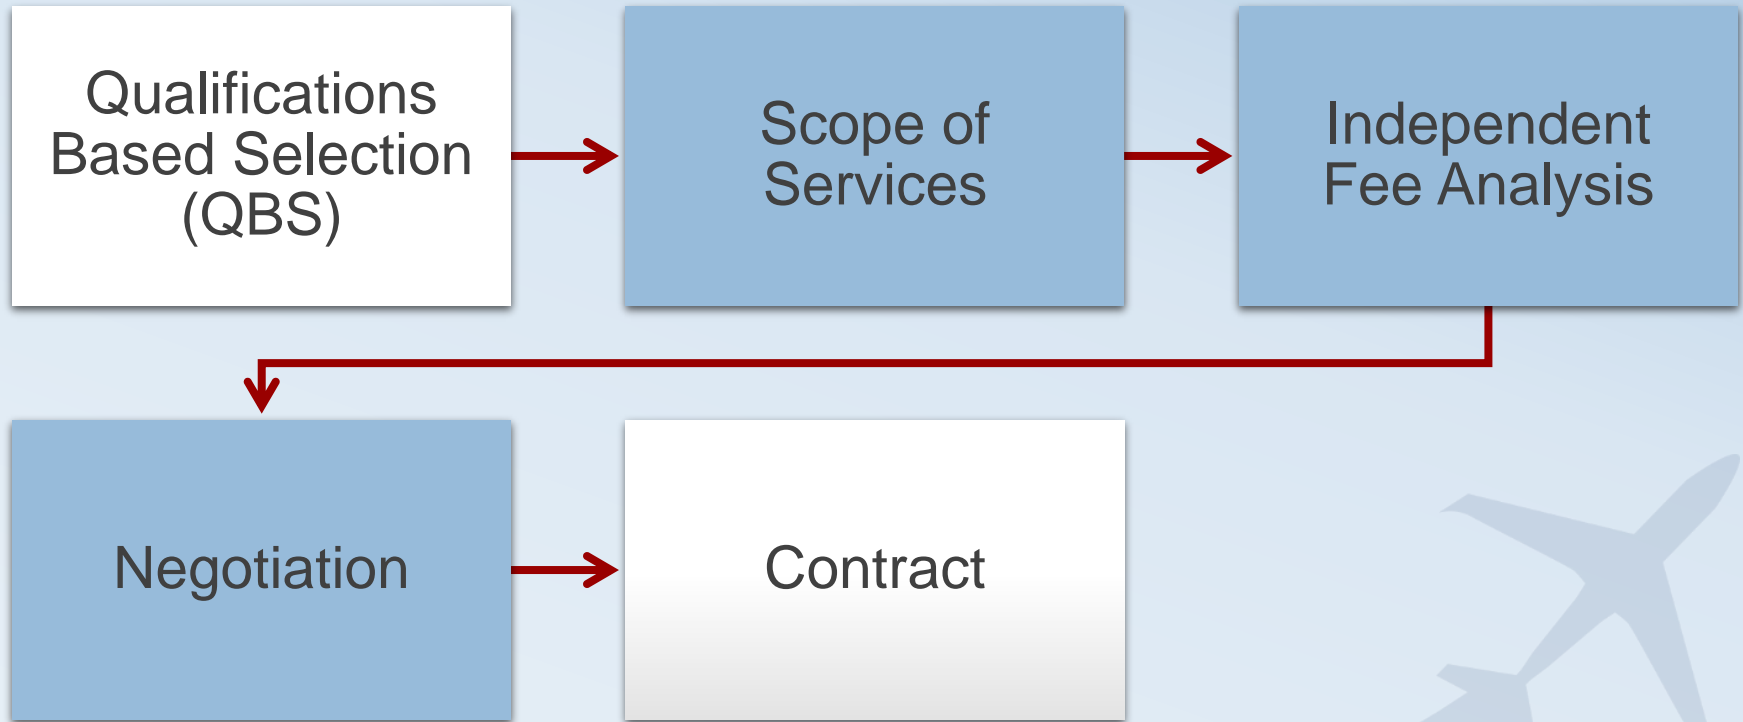 Qualifications
Based Selection
(QBS)
Scope of
Services
Independent
Fee Analysis
Negotiation
Contract